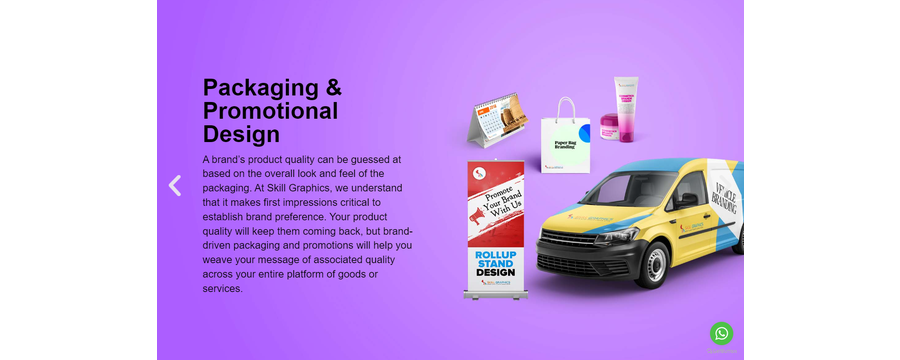 Packaging &
Promotional
Design
A brand's product quality can be guessed at
based on the overall look and feel of the
packaging. At Skill Graphics, we understand
that it makes first impressions critical to
establish brand preference. Your product
quality will keep them coming back, but brand-
driven packaging and promotions will help you
weave your message of associated quality
across your entire platform of goods or
services.
Paper Bag
Branding
Promote
Your Brand
With Us
ROLLUP
STAND
DESIGN
VEHICLE
BRANDING